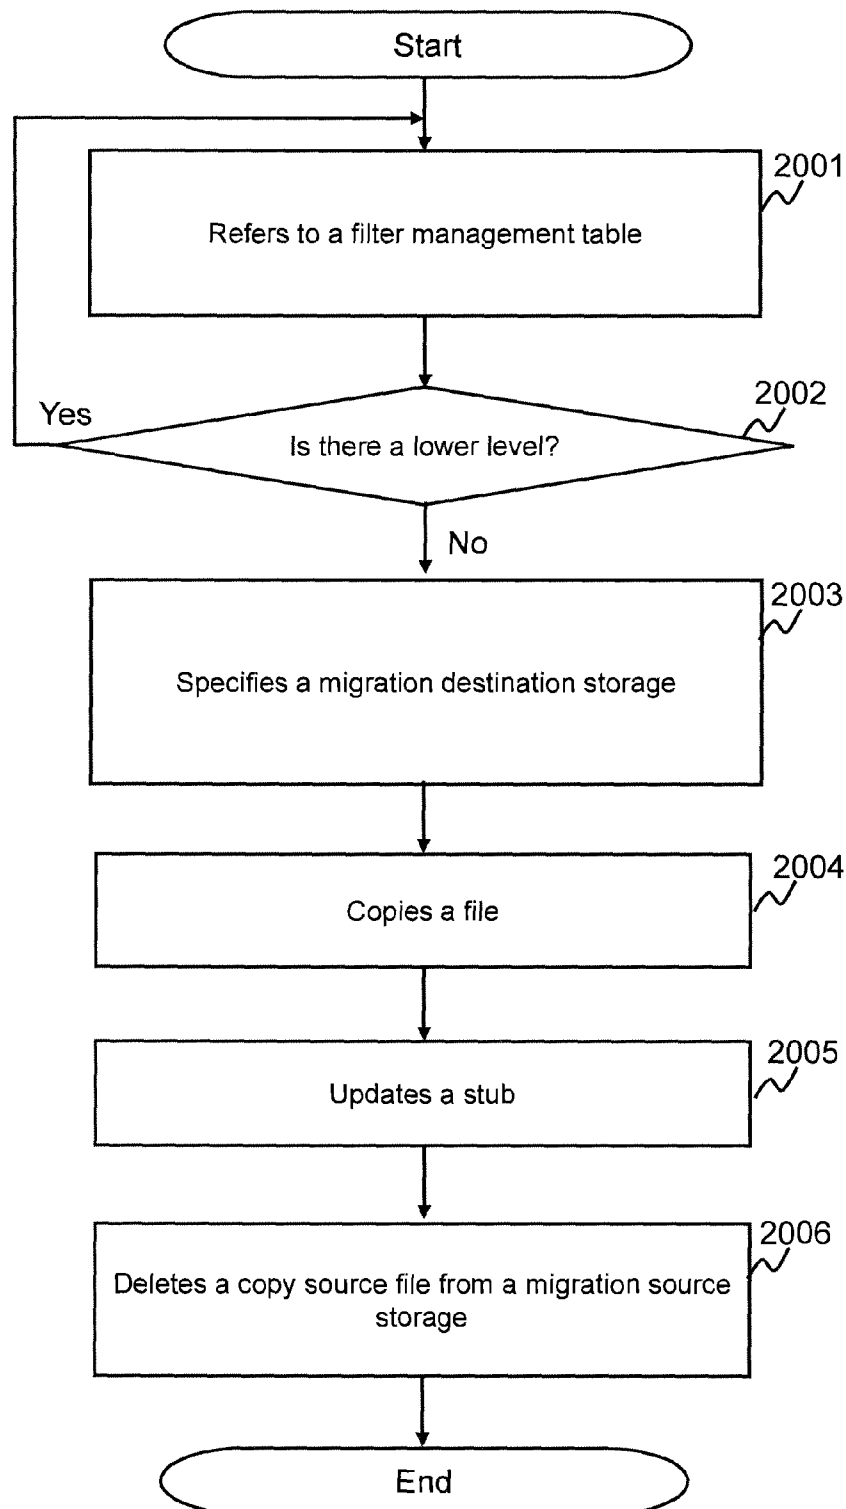 Start
2001
Refers to a filter management table
2002
Yes
Is there a lower level?
No
2003
Specifies a migration destination storage
2004
Copies a file
2005
Updates a stub
2006
Deletes a copy source file from a migration source
storage
End